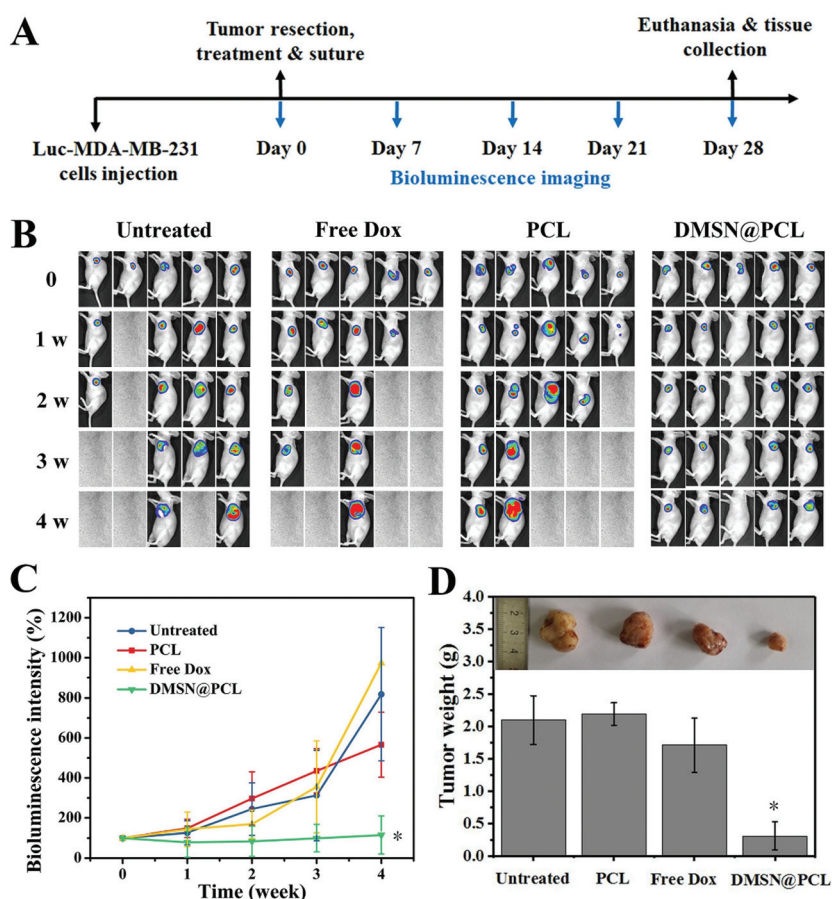 A
Tumor resection,
treatment & suture
Euthanasia & tissue
collection
Luc-MDA-MB-231
cells injection
Day 0
Day 7
Day 14
Day 21
Day 28
Bioluminescence imaging
B
Untreated
Free Dox
PCL
DMSN@PCL
0
1 w
2 w
3 w
4 w
C
Bioluminescence intensity (%)
1200
1000
800
600
400
200
0
Untreated
PCL
Free Dox
DMSN@PCL
*
0
1
2
3
4
Time (week)
D
Tumor weight (g)
4.0
3.5
3.0
2.5
2.0
1.5
1.0
0.5
0.0
2
3
4
*
Untreated
PCL
Free Dox
DMSN@PCL